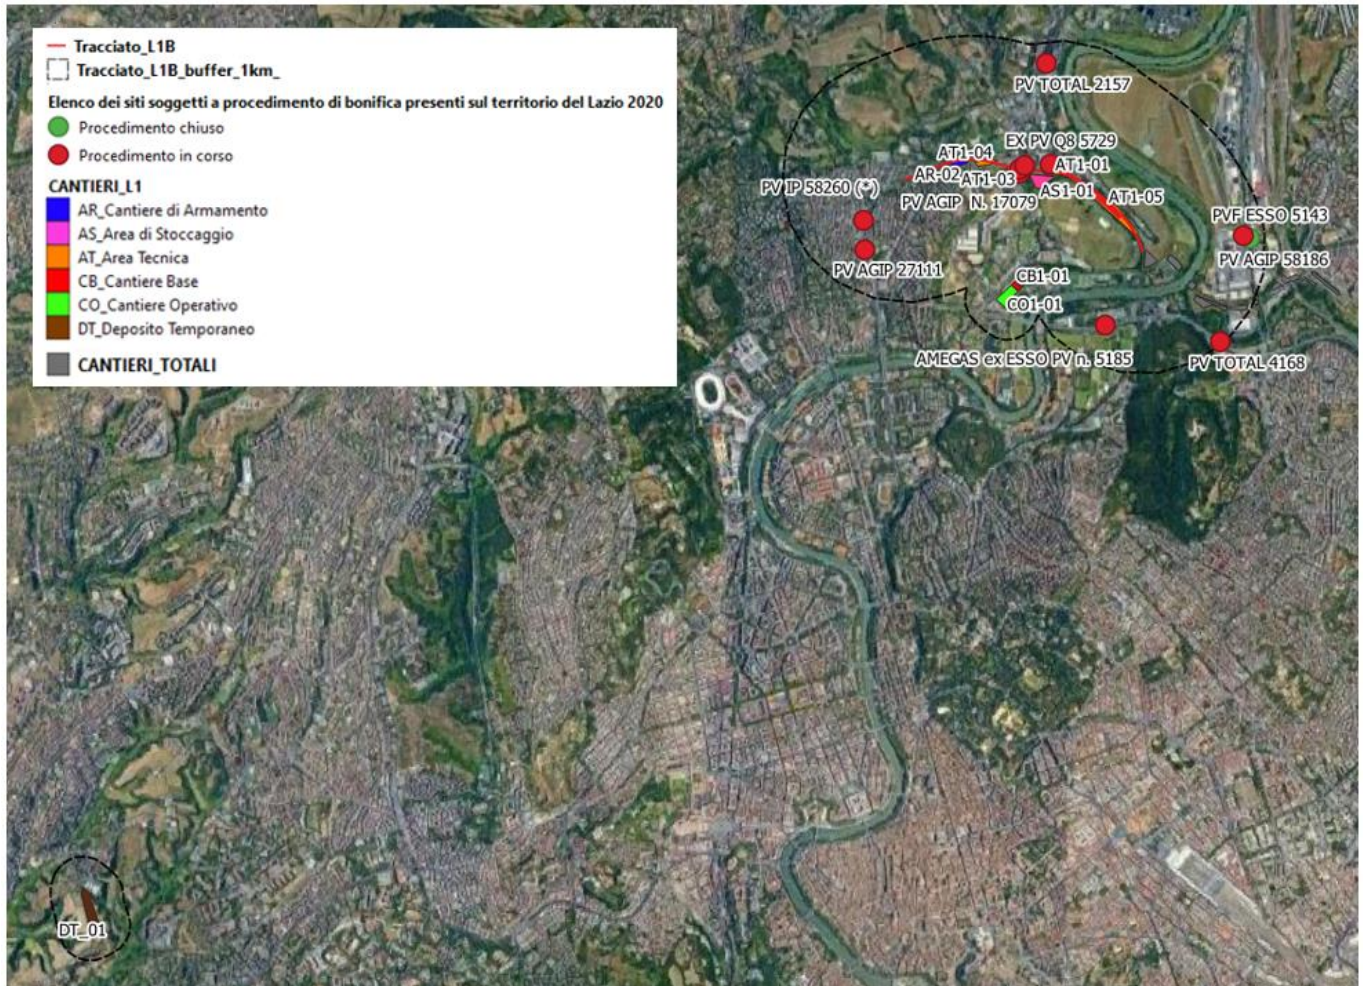 Tracciato_L1B
Tracciato_L1B_buffer_1km_
Elenco dei siti soggetti a procedimento di bonifica presenti sul territorio del Lazio 2020
Procedimento chiuso
Procedimento in corso
CANTIERI_L1
AR_Cantiere di Armamento
AS_Area di Stoccaggio
AT_Area Tecnica
CB_Cantiere Base
CO_Cantiere Operativo
DT_Deposito Temporaneo
CANTIERI_TOTALI
PV TOTAL 2157
EX PV Q8 5729
AT1-04
AT1-01
AR-02
AT1-03
PV IP 58260 (*)
AS1-01
AT1-05
PV AGIP N. 17079
PVF ESSO 5143
PV AGIP 58186
PV AGIP 27111
CB1-01
CO1-01
AMEGAS ex ESSO PV n. 5185
PV TOTAL 4168
DT_01